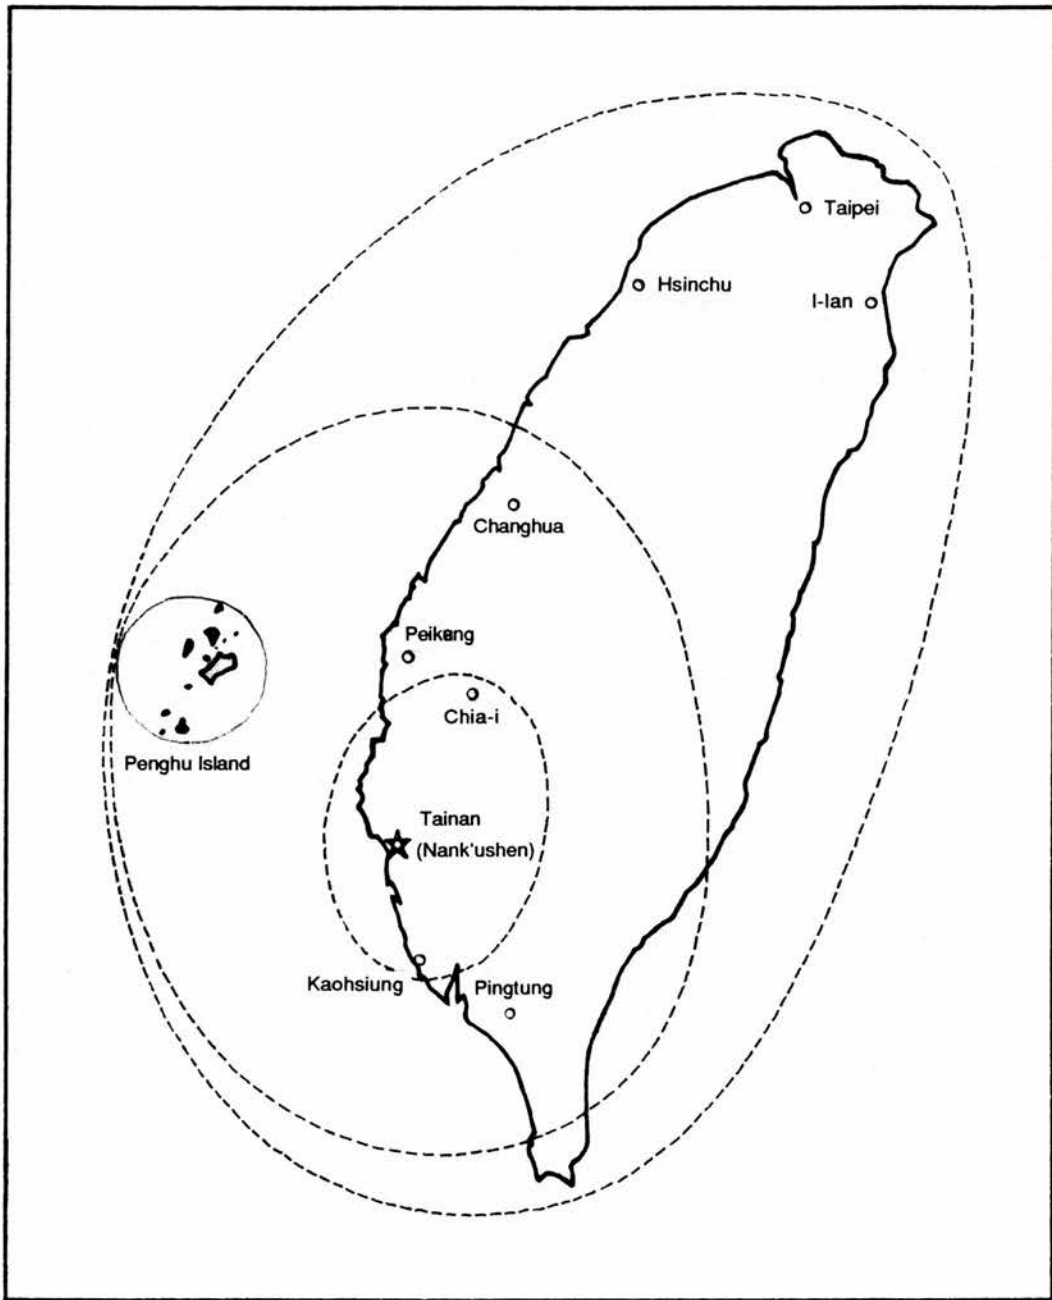 Taipei
Hsinchu
I-lan
Changhua
Peikang
Chia-i
Penghu Island
Tainan
(Nank'ushen)
Kaohsiung
Pingtung